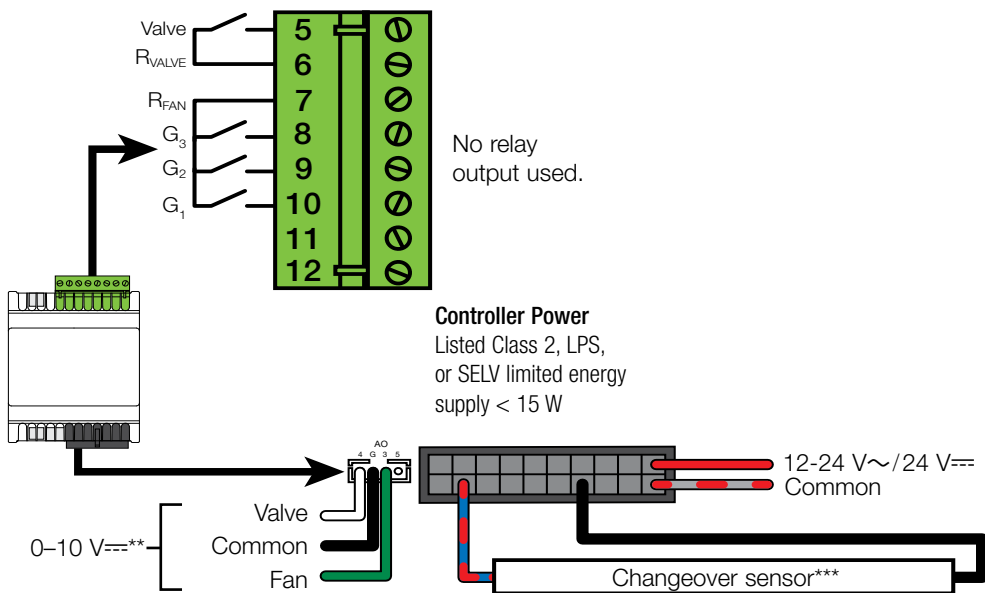 Valve
R VALVE
R FAN
G3
G2
G1
5
6
7
8
9
10
11
12
No relay
output used.
Controller Power
Listed Class 2, LPS,
or SELV limited energy
supply < 15 W
AO
4 G 3 5
12-24 V～/24 V⎓
Common
Valve
0–10 V⎓**
Common
Fan
Changeover sensor***